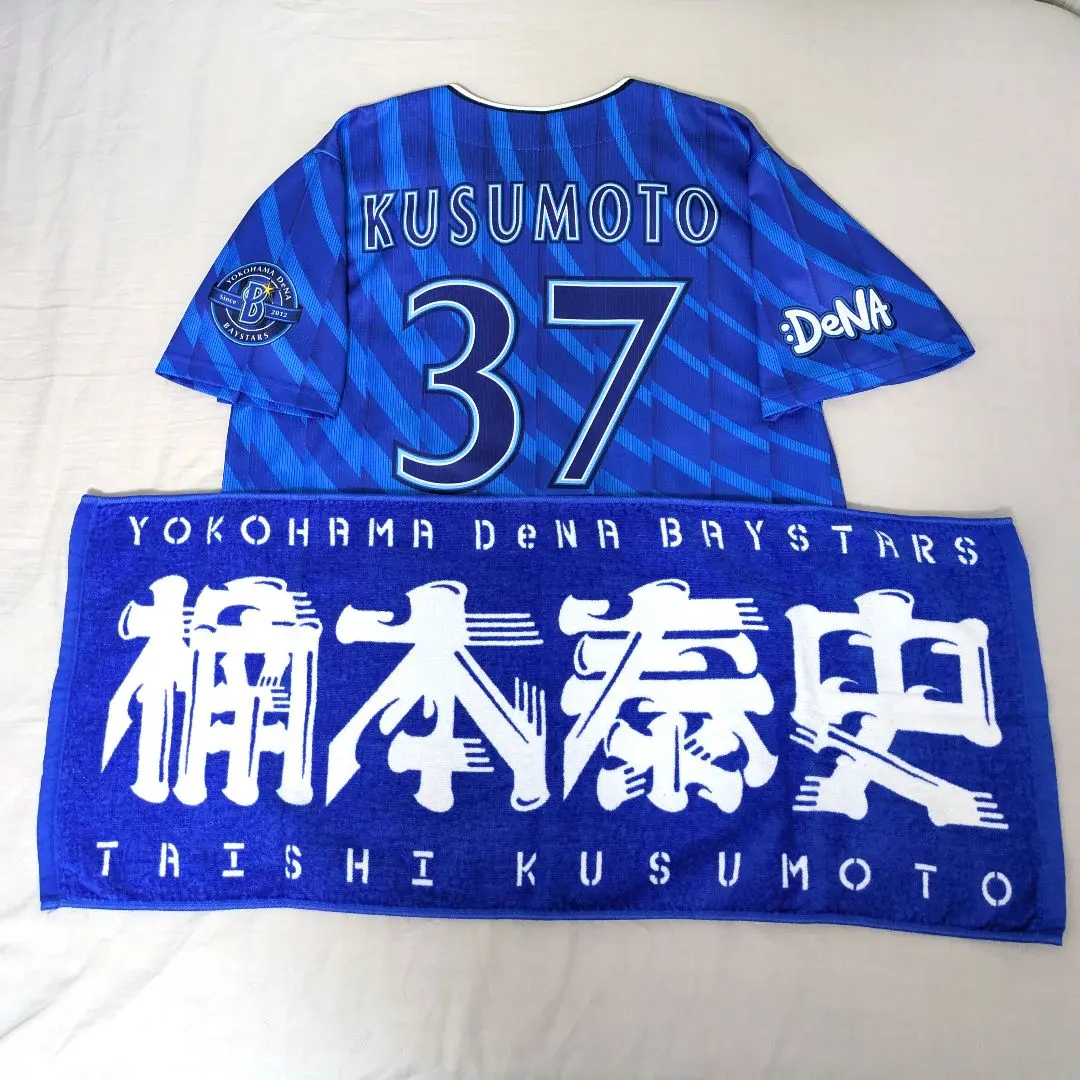 KUSUMOTO
37
YOKOHAMA DeNA
Since B 2012
BAYSTARS
:DeNA
YOKOHAMA DeNA BAYSTARS
楠本泰史
TAISHI KUSUMOTO